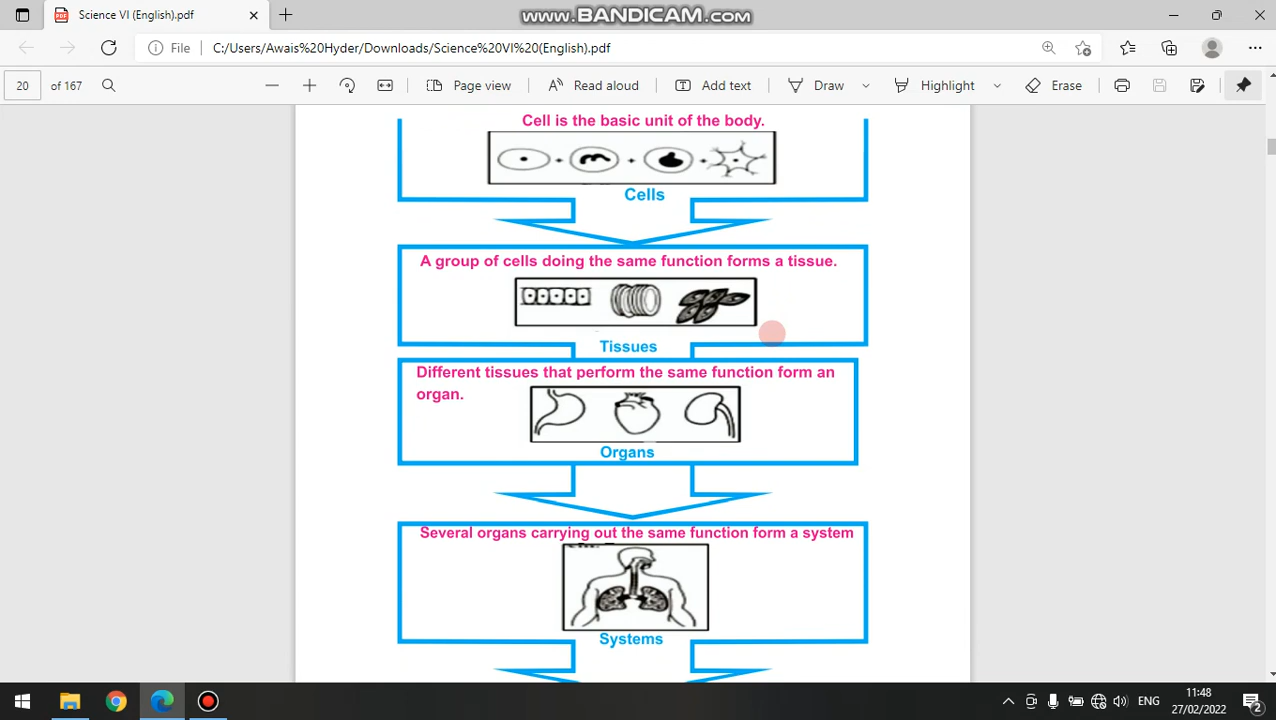 Science VI (English).pdf
WWW.BANDICAM.COM
File
C:/Users/Awais%20Hyder/Downloads/Science%20VI%20(English).pdf
20 of 167
Page view
Read aloud
Add text
Draw
Highlight
Erase
Cell is the basic unit of the body.
Cells
A group of cells doing the same function forms a tissue.
Tissues
Different tissues that perform the same function form an
organ.
Organs
Several organs carrying out the same function form a system
Systems
ENG
11:48
27/02/2022
2